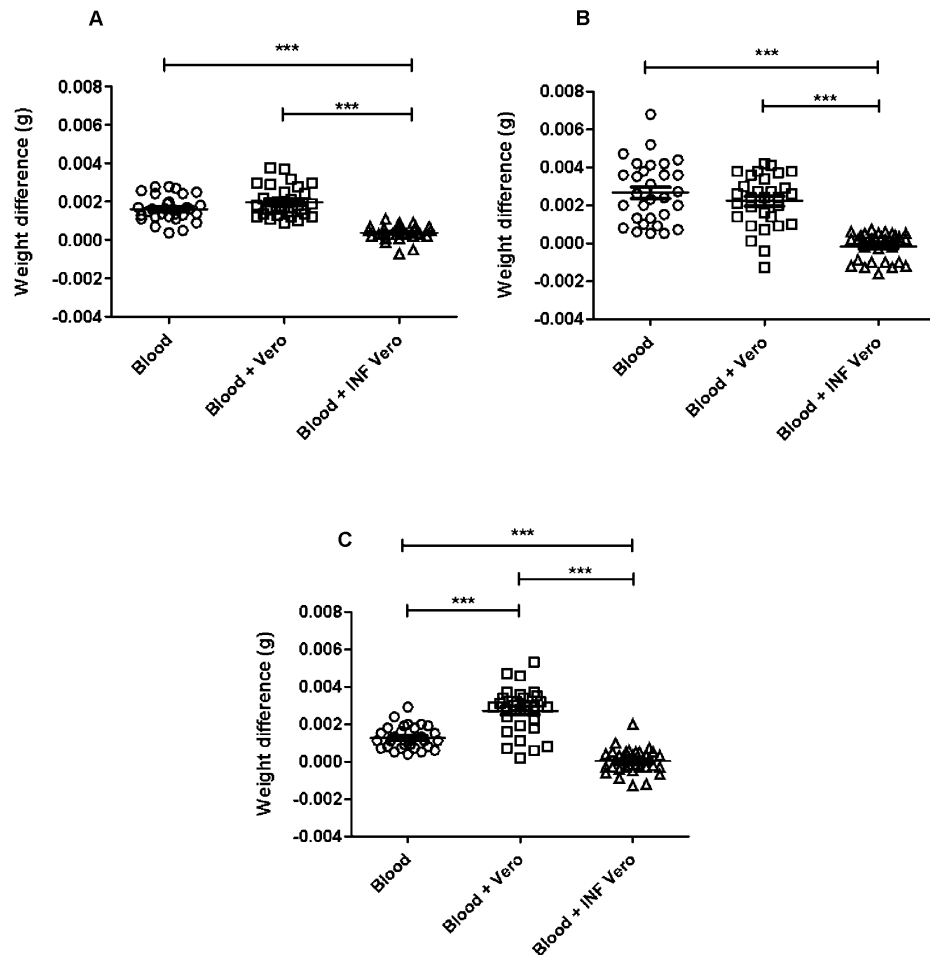 A
***
***
Weight difference (g)
0.008
0.006
0.004
0.002
0.000
-0.002
-0.004
Blood
Blood + Vero
Blood + INF Vero
B
***
***
Weight difference (g)
0.008
0.006
0.004
0.002
0.000
-0.002
-0.004
Blood
Blood + Vero
Blood + INF Vero
C
***
***
***
Weight difference (g)
0.008
0.006
0.004
0.002
0.000
-0.002
-0.004
Blood
Blood + Vero
Blood + INF Vero